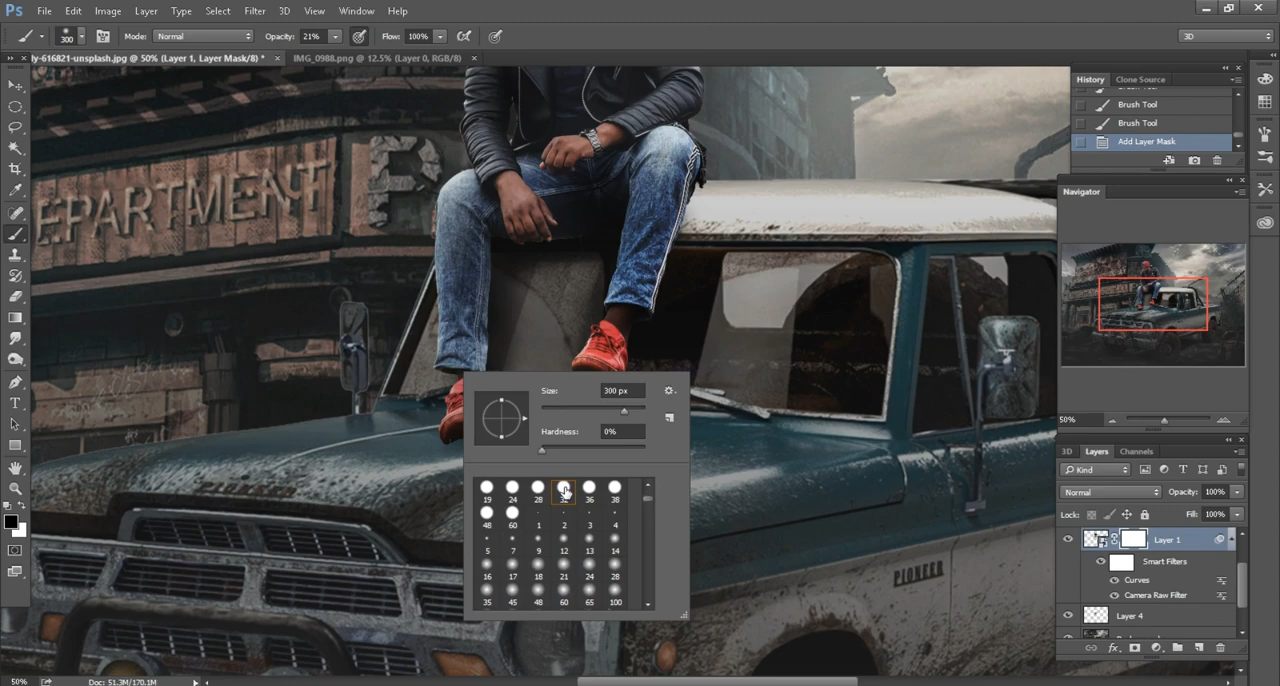 Ps File Edit Image Layer Type Select Filter 3D View Window Help
300 Mode: Normal Opacity: 21% Flow: 100% 3D
ly-616821-unsplash.jpg @ 50% (Layer 1, Layer Mask/8) * × IMG_0988.png @ 12.5% (Layer 0, RGB/8) ×
History Clone Source
Brush Tool
Brush Tool
Add Layer Mask
Navigator
EPARTMENT
Size: 300 px
Hardness: 0%
19 24 28 32 36 38
48 60 1 2 3 4
5 7 9 12 13 14
16 17 18 21 24 28
35 45 48 60 65 100
PIONEER
50%
3D Layers Channels
Kind
Normal Opacity: 100%
Lock: Fill: 100%
Layer 1
Smart Filters
Curves
Camera Raw Filter
Layer 4
fx
50% Doc: 51.3M/170.1M